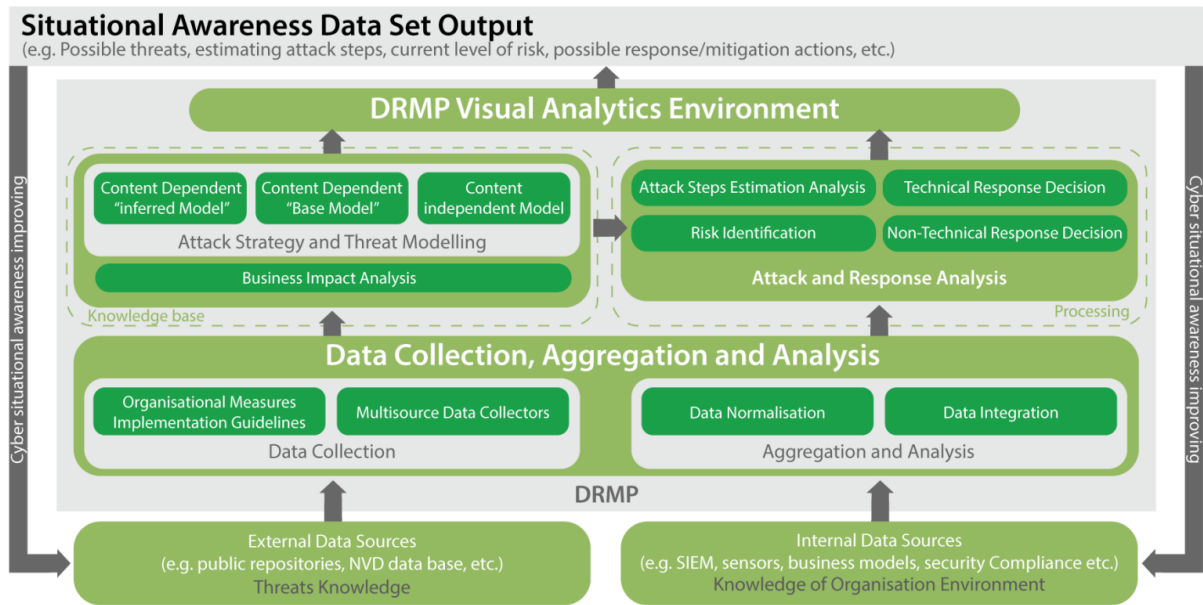 Situational Awareness Data Set Output
(e.g. Possible threats, estimating attack steps, current level of risk, possible response/mitigation actions, etc.)
DRMP Visual Analytics Environment
Content Dependent
“inferred Model”
Content Dependent
“Base Model”
Content
independent Model
Attack Strategy and Threat Modelling
Business Impact Analysis
Knowledge base
Attack Steps Estimation Analysis
Technical Response Decision
Risk Identification
Non-Technical Response Decision
Attack and Response Analysis
Processing
Data Collection, Aggregation and Analysis
Organisational Measures
Implementation Guidelines
Multisource Data Collectors
Data Collection
Data Normalisation
Data Integration
Aggregation and Analysis
DRMP
External Data Sources
(e.g. public repositories, NVD data base, etc.)
Threats Knowledge
Internal Data Sources
(e.g. SIEM, sensors, business models, security Compliance etc.)
Knowledge of Organisation Environment
Cyber situational awareness improving
Cyber situational awareness improving